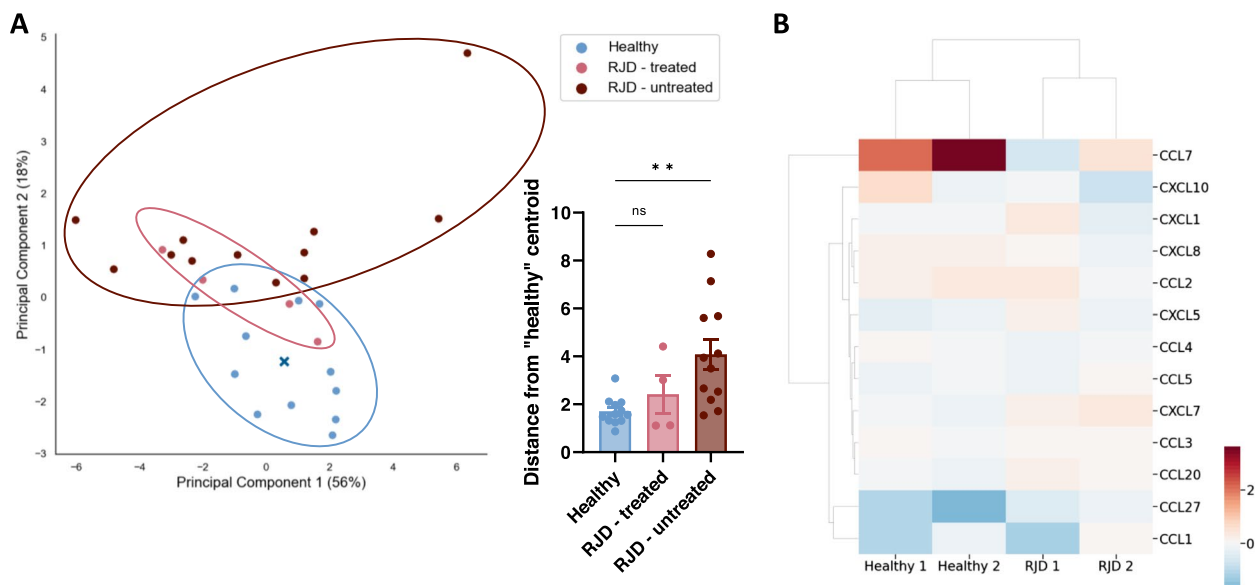 A
5
4
3
2
1
0
−1
−2
−3
Principal Component 2 (18%)
−6
−4
−2
0
2
4
6
Principal Component 1 (56%)
Healthy
RJD - treated
RJD - untreated
**
ns
Distance from "healthy" centroid
10
8
6
4
2
0
Healthy
RJD - treated
RJD - untreated
B
CCL7
CXCL10
CXCL1
CXCL8
CCL2
CXCL5
CCL4
CCL5
CXCL7
CCL3
CCL20
CCL27
CCL1
Healthy 1
Healthy 2
RJD 1
RJD 2
2
0